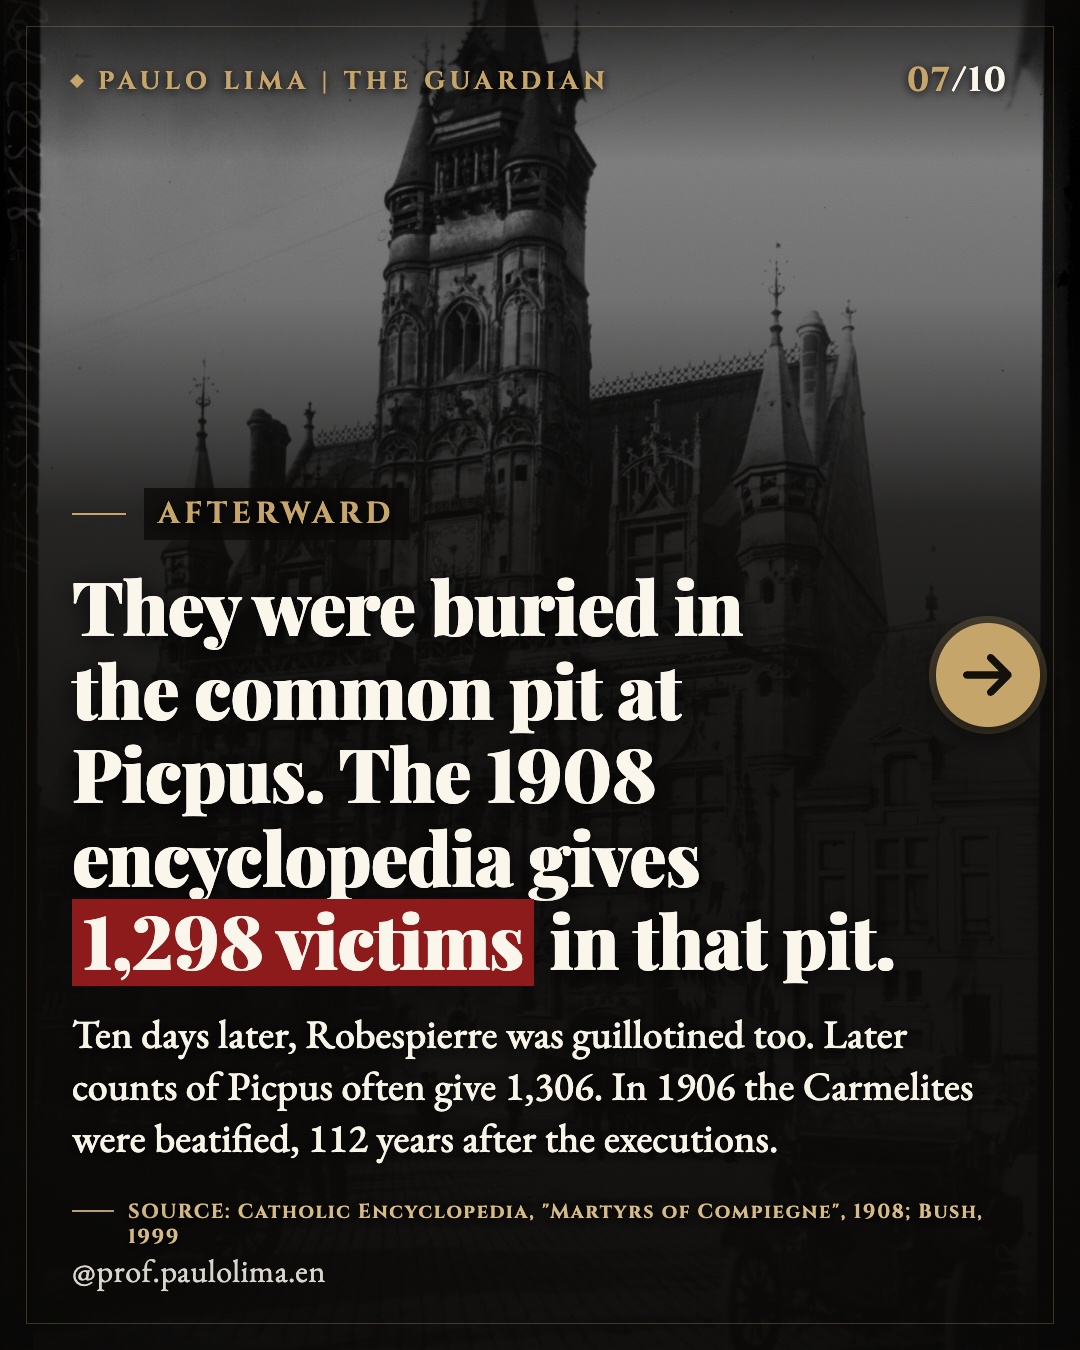 ◆ PAULO LIMA | THE GUARDIAN
07/10
AFTERWARD
They were buried in
the common pit at
Picpus. The 1908
encyclopedia gives
1,298 victims in that pit.
Ten days later, Robespierre was guillotined too. Later
counts of Picpus often give 1,306. In 1906 the Carmelites
were beatified, 112 years after the executions.
SOURCE: Catholic Encyclopedia, "Martyrs of Compiegne", 1908; Bush,
1999
@prof.paulolima.en